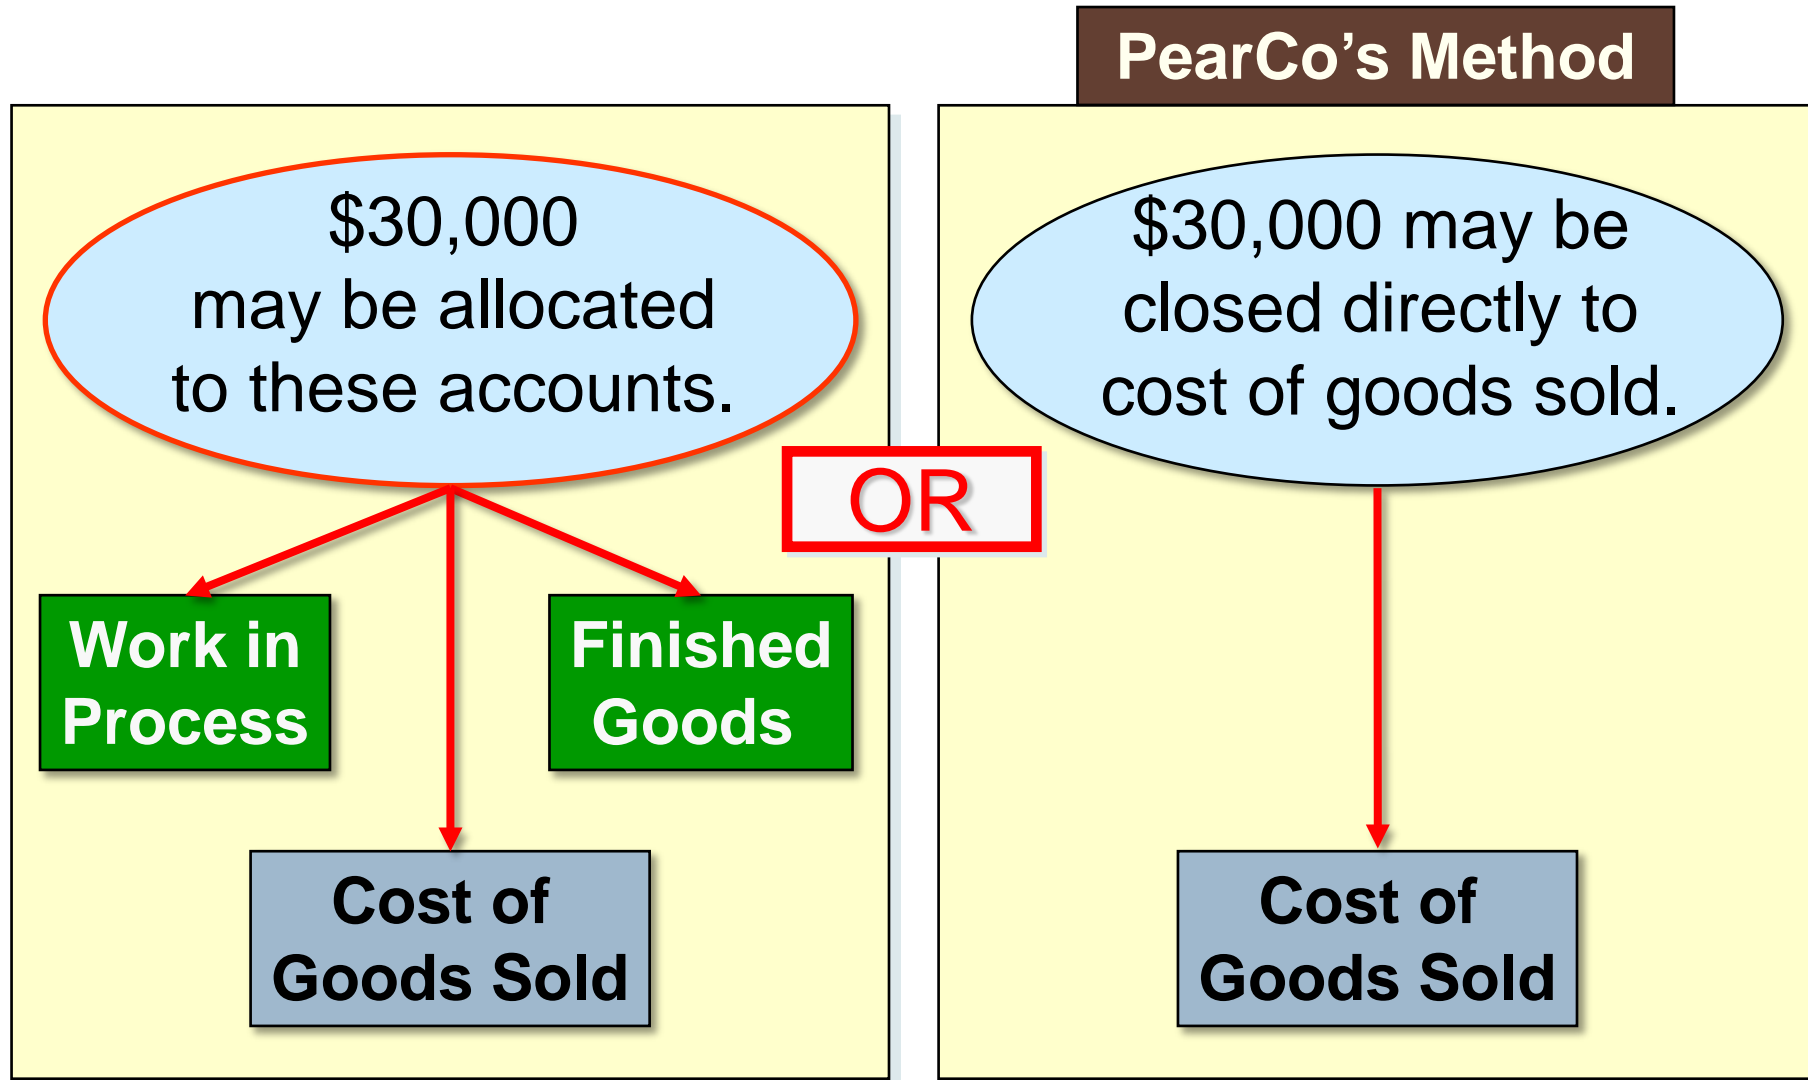 PearCo’s Method
$30,000
may be allocated
to these accounts.
OR
$30,000 may be
closed directly to
cost of goods sold.
Work in
Process
Finished
Goods
Cost of
Goods Sold
Cost of
Goods Sold